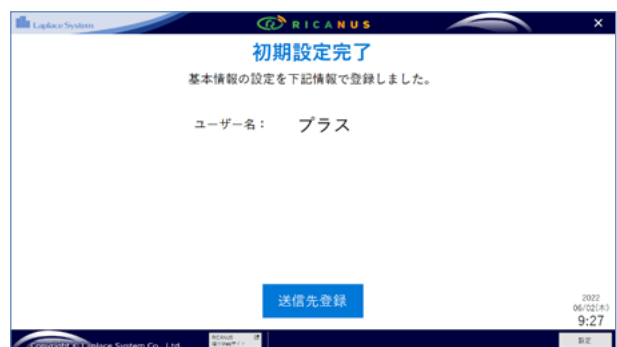 Laplace System
RICANUS
×
初期設定完了
基本情報の設定を下記情報で登録しました。
ユーザー名： プラス
送信先登録
2022
06/02(木)
9:27
Copyright © Laplace System Co., Ltd.
RICANUS
設定